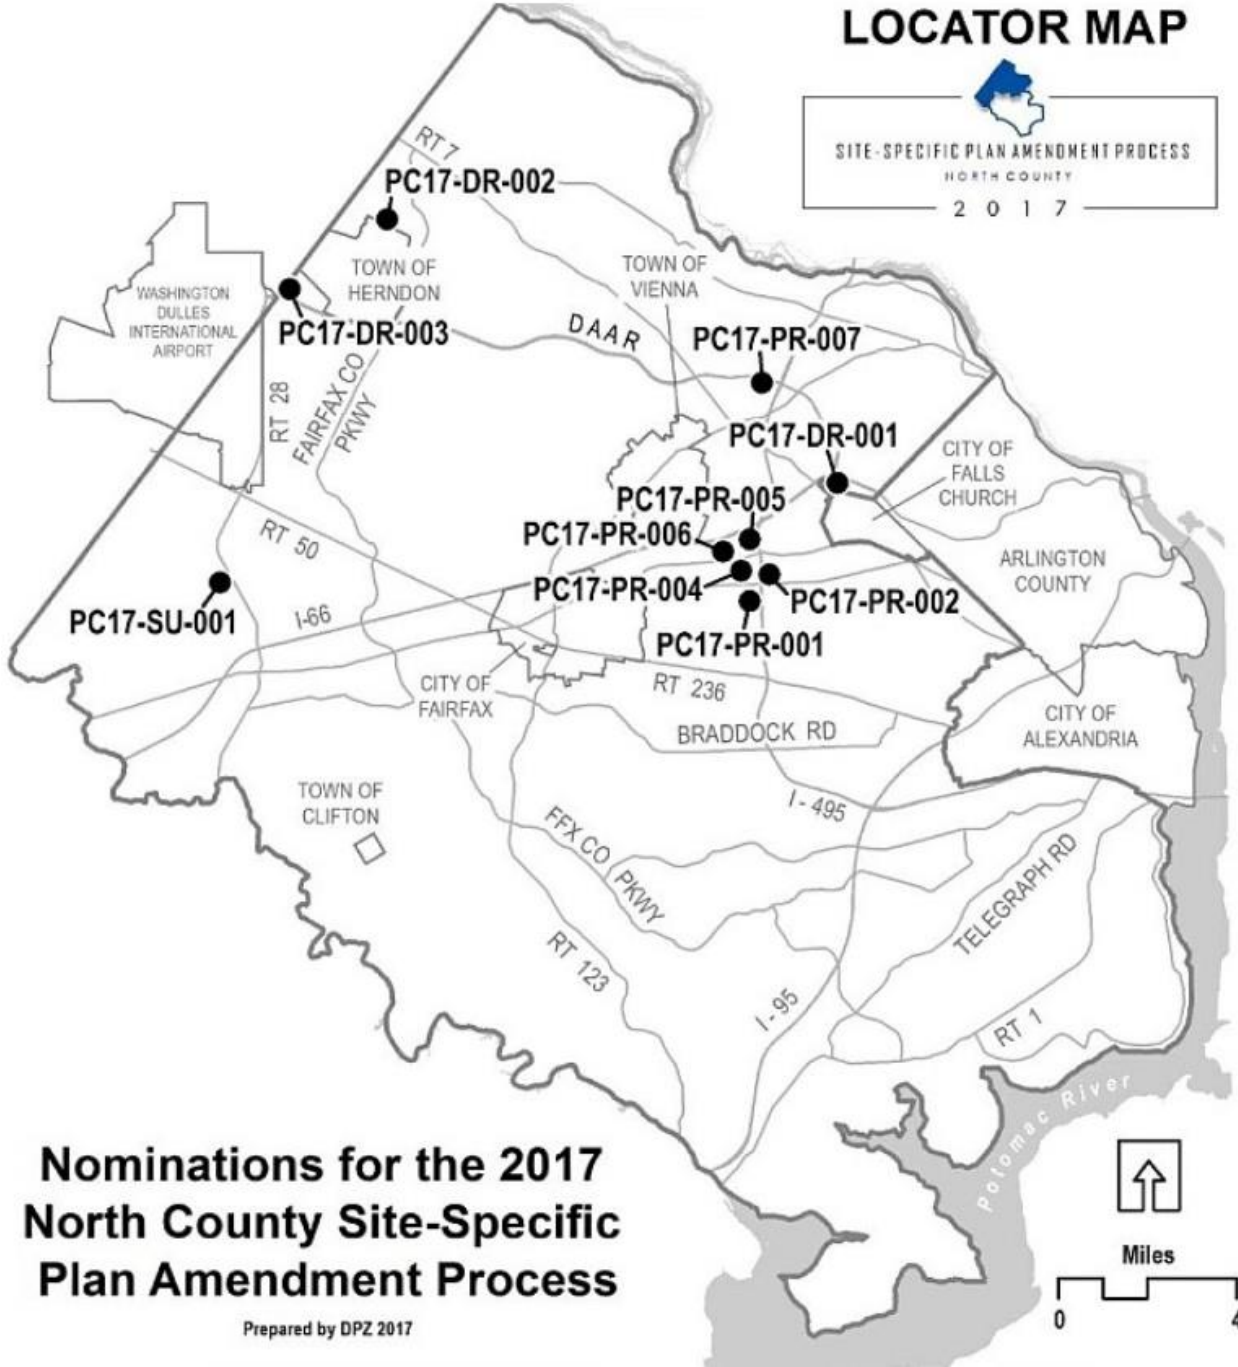 LOCATOR MAP
SITE-SPECIFIC PLAN AMENDMENT PROCESS
NORTH COUNTY
2017
RT 7
PC17-DR-002
TOWN OF
HERNDON
WASHINGTON
DULLES
INTERNATIONAL
AIRPORT
PC17-DR-003
TOWN OF
VIENNA
DAAR
PC17-PR-007
RT 28
FAIRFAX CO
PKWY
PC17-DR-001
CITY OF
FALLS
CHURCH
PC17-PR-005
PC17-PR-006
RT 50
ARLINGTON
COUNTY
PC17-PR-004
PC17-PR-002
PC17-SU-001
I-66
PC17-PR-001
CITY OF
FAIRFAX
RT 236
BRADDOCK RD
CITY OF
ALEXANDRIA
TOWN OF
CLIFTON
I-495
FFX CO
PKWY
TELEGRAPH RD
RT 123
I-95
RT 1
Potomac River
Nominations for the 2017
North County Site-Specific
Plan Amendment Process
Prepared by DPZ 2017
Miles
0 4